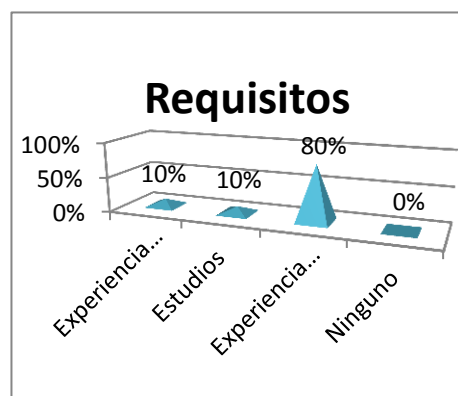 Requisitos
100%
50%
0%
10%
10%
80%
0%
Experiencia...
Estudios
Experiencia...
Ninguno